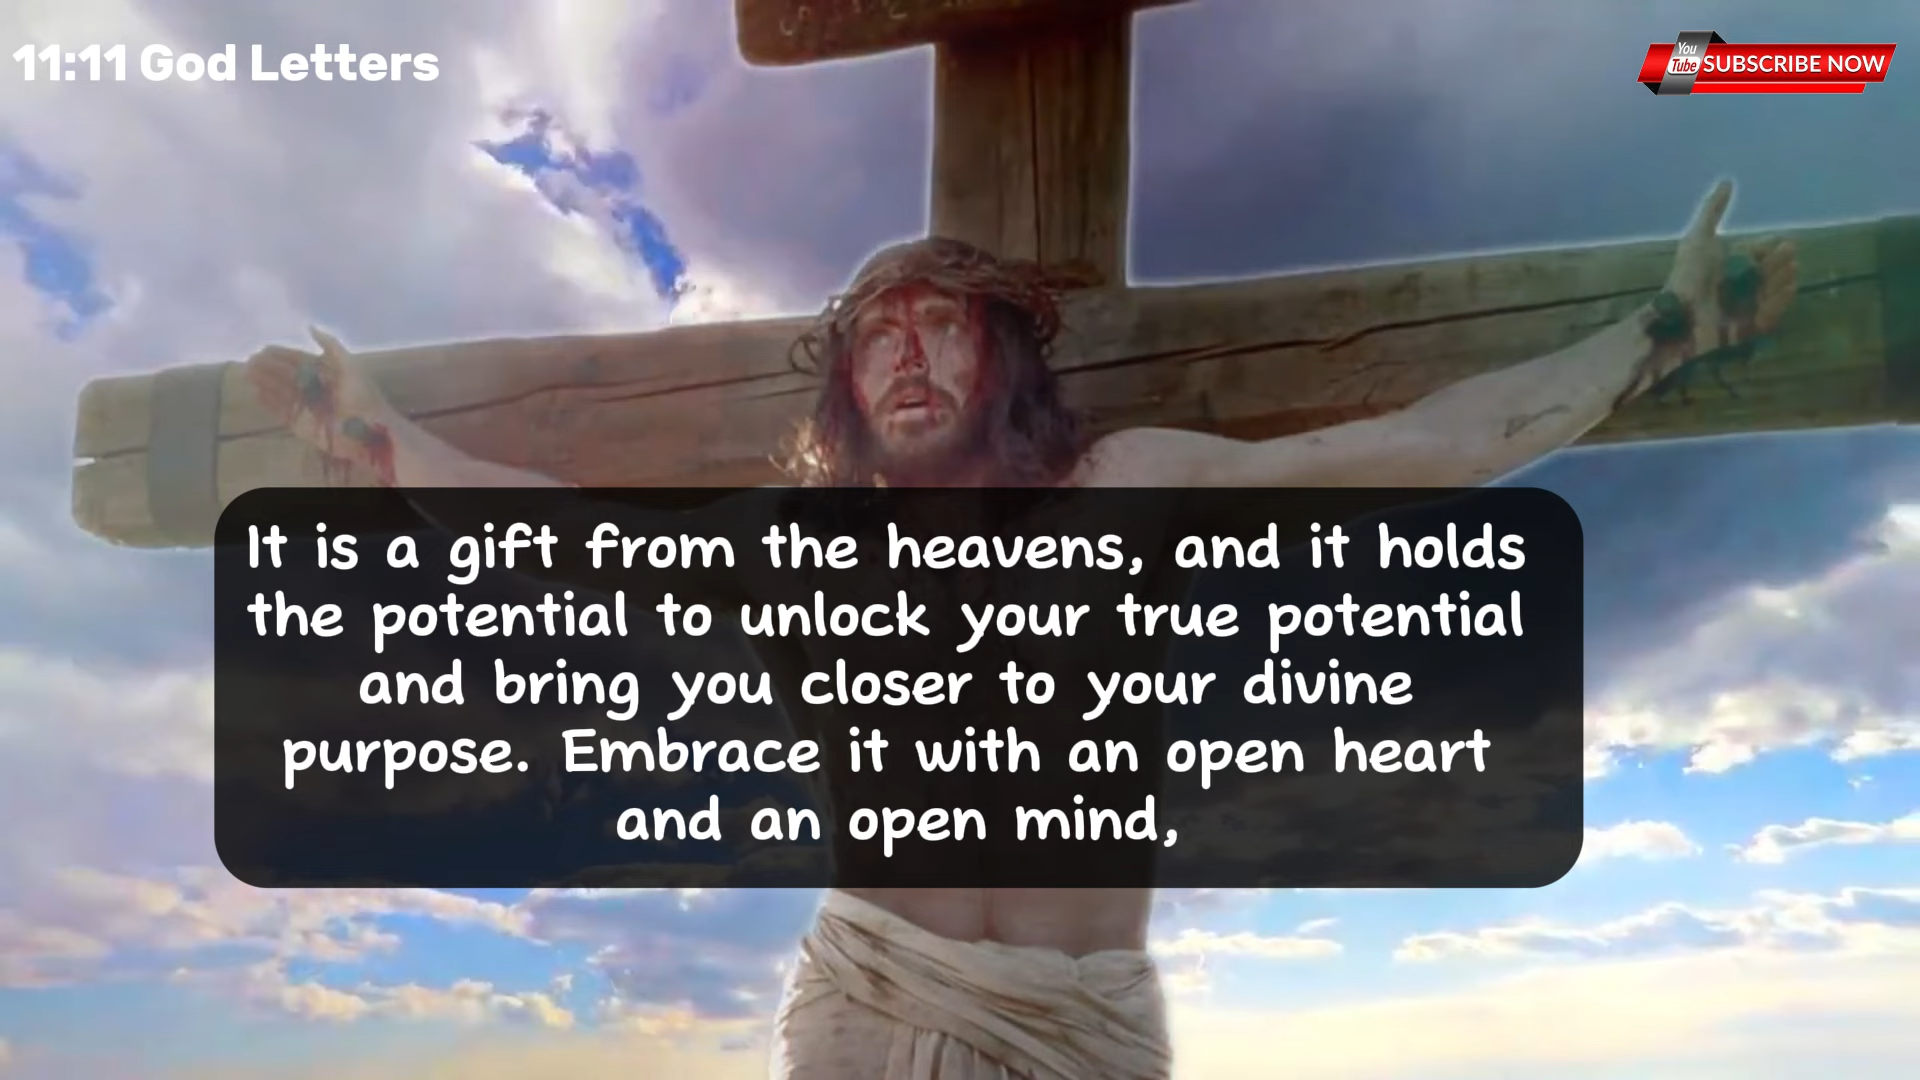 11:11 God Letters
You
Tube
SUBSCRIBE NOW
It is a gift from the heavens, and it holds
the potential to unlock your true potential
and bring you closer to your divine
purpose. Embrace it with an open heart
and an open mind,